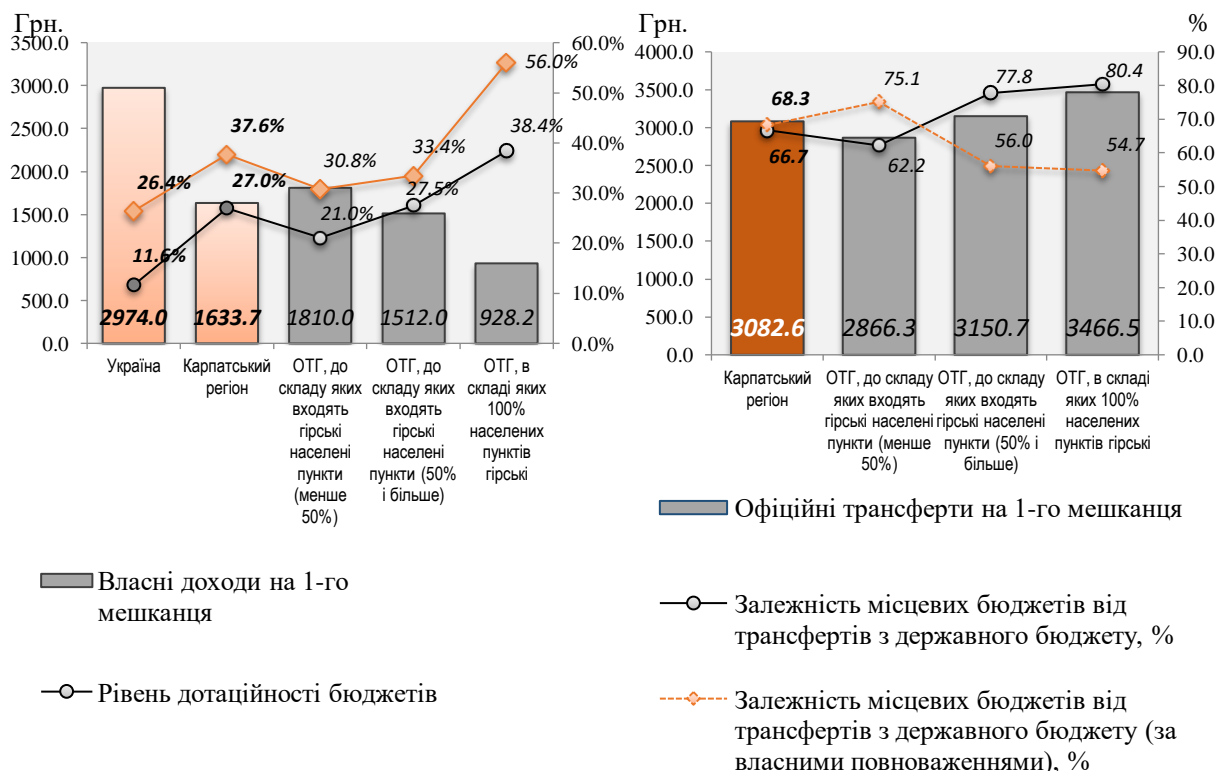 Грн.
3500.0
3000.0
2500.0
2000.0
1500.0
1000.0
500.0
0.0
60.0%
50.0%
40.0%
30.0%
20.0%
10.0%
0.0%
26.4%
37.6%
30.8%
33.4%
56.0%
11.6%
27.0%
21.0%
27,5%
38.4%
2974.0
1633.7
1810.0
1512.0
928.2
Україна
Карпатський
регіон
ОТГ, до
складу яких
входять
гірські
населені
пункти
(менше
50%)
ОТГ, до
складу яких
входять
гірські
населені
пункти (50%
і більше)
ОТГ, в
складі яких
100%
населених
пунктів
гірські
Власні доходи на 1-го
мешканця
Рівень дотаційності бюджетів
Грн.
%
4000.0
3500.0
3000.0
2500.0
2000.0
1500.0
1000.0
500.0
0.0
90.0
80.0
70.0
60.0
50.0
40.0
30.0
20.0
10.0
0.0
68.3
75.1
77.8
80.4
66.7
62.2
56.0
54.7
3082.6
2866.3
3150.7
3466.5
Карпатський
регіон
ОТГ, до складу
яких входять
гірські населені
пункти (менше
50%)
ОТГ, до складу
яких входять
гірські населені
пункти (50% і
більше)
ОТГ, в складі
яких 100%
населених
пунктів гірські
Офіційні трансферти на 1-го мешканця
Залежність місцевих бюджетів від
трансфертів з державного бюджету, %
Залежність місцевих бюджетів від
трансфертів з державного бюджету (за
власними повноваженнями), %